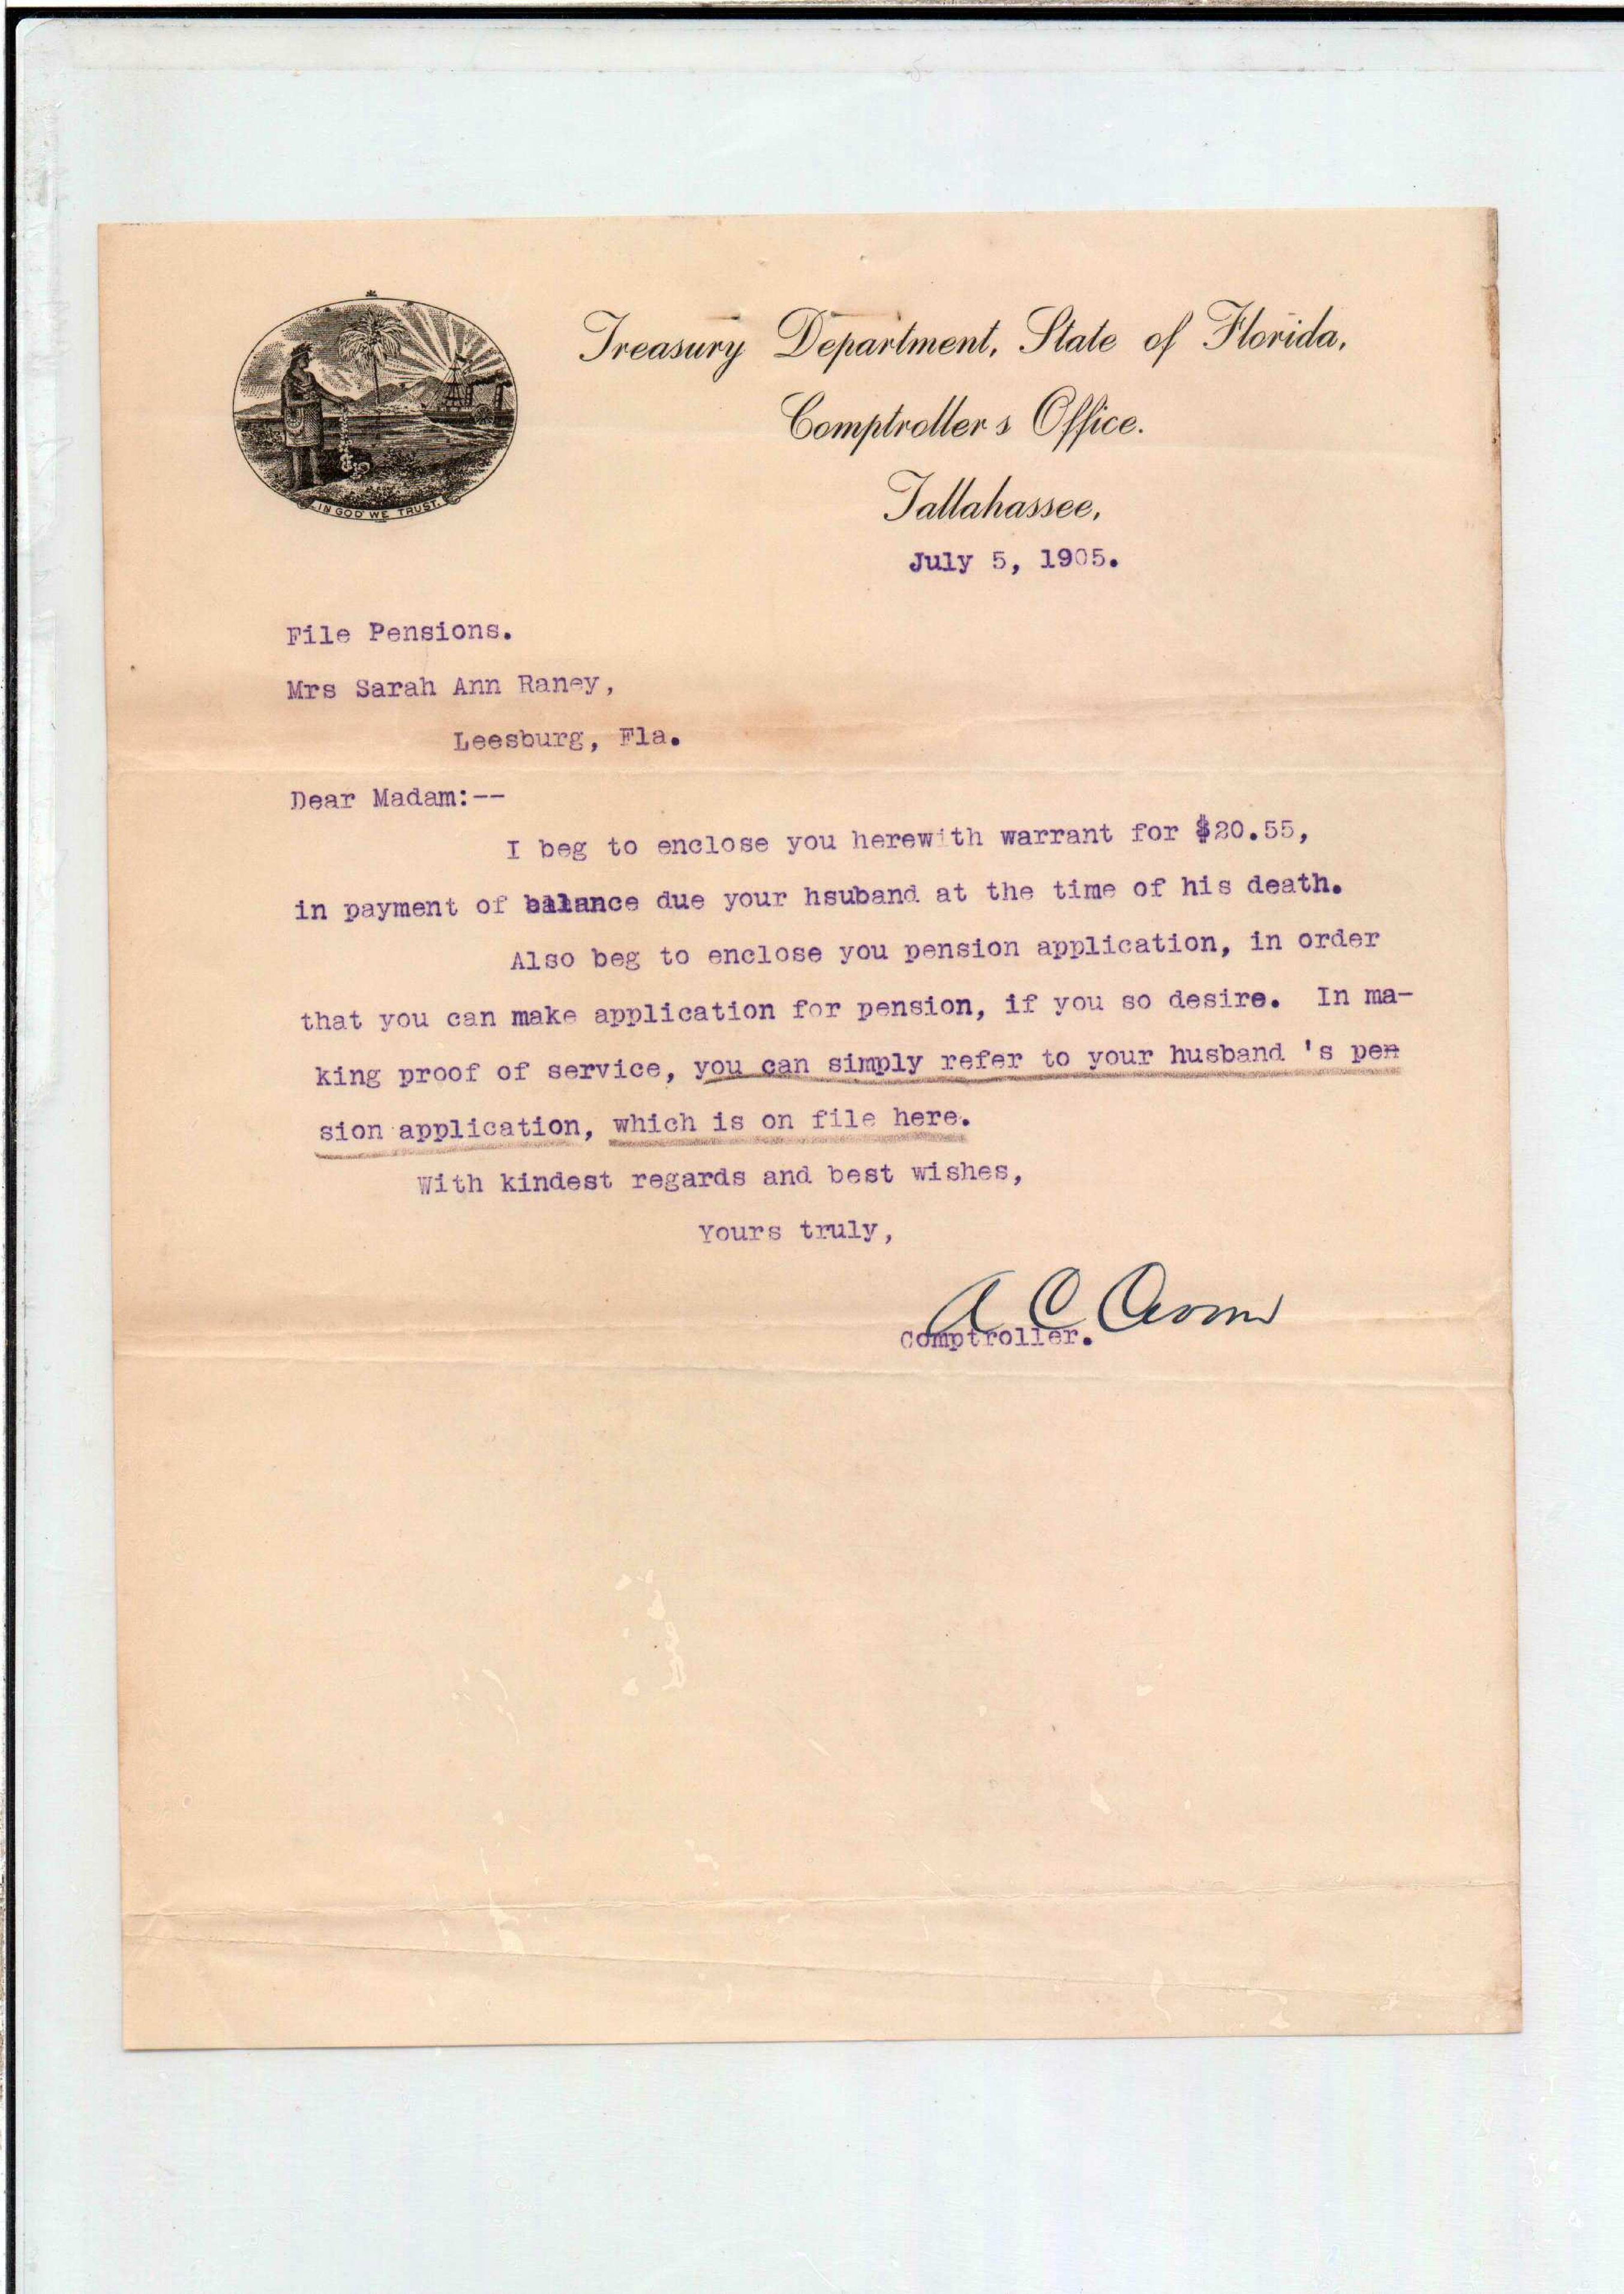 IN GOD WE TRUST.
Treasury Department, State of Florida,
Comptroller's Office.
Tallahassee,
July 5, 1905.
File Pensions.
Mrs Sarah Ann Raney,
Leesburg, Fla.
Dear Madam:--
I beg to enclose you herewith warrant for $20.55,
in payment of balance due your hsuband at the time of his death.
Also beg to enclose you pension application, in order
that you can make application for pension, if you so desire. In ma-
king proof of service, you can simply refer to your husband 's pen
sion application, which is on file here.
With kindest regards and best wishes,
Yours truly,
A C Croom
Comptroller.